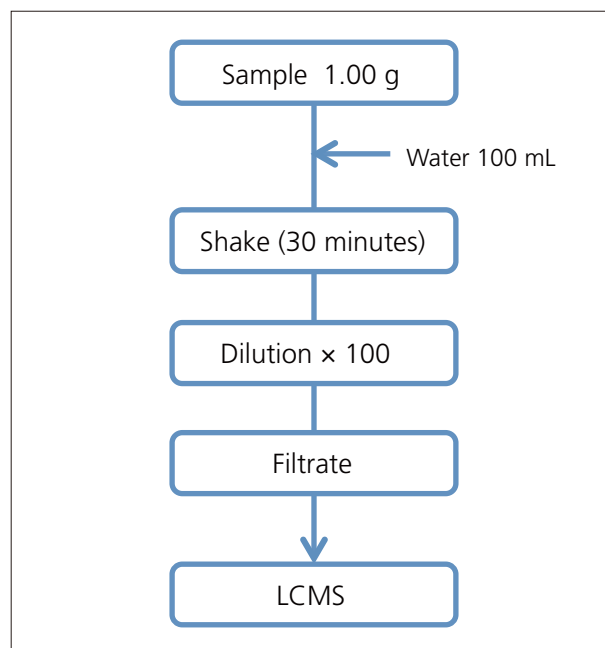 Sample 1.00 g
Water 100 mL
Shake (30 minutes)
Dilution × 100
Filtrate
LCMS